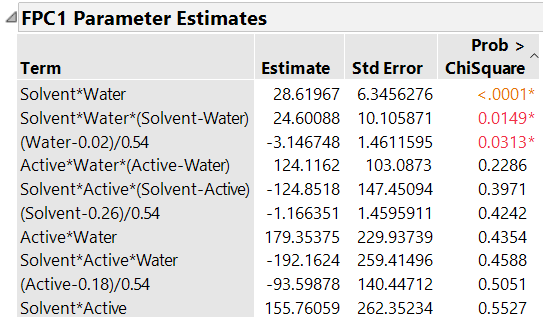 FPC1 Parameter Estimates
Term Estimate Std Error Prob > ChiSquare
Solvent*Water 28.61967 6.3456276 <.0001*
Solvent*Water*(Solvent-Water) 24.60088 10.105871 0.0149*
(Water-0.02)/0.54 -3.146748 1.4611595 0.0313*
Active*Water*(Active-Water) 124.1162 103.0873 0.2286
Solvent*Active*(Solvent-Active) -124.8518 147.45094 0.3971
(Solvent-0.26)/0.54 -1.166351 1.4595911 0.4242
Active*Water 179.35375 229.93739 0.4354
Solvent*Active*Water -192.1624 259.41496 0.4588
(Active-0.18)/0.54 -93.59878 140.44712 0.5051
Solvent*Active 155.76059 262.35234 0.5527